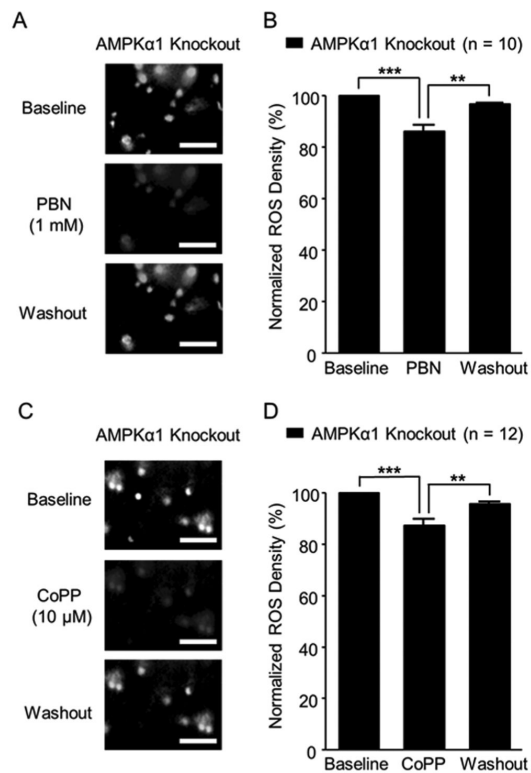 A
AMPKα1 Knockout
Baseline
PBN
(1 mM)
Washout
B
AMPKα1 Knockout (n = 10)
Normalized ROS Density (%)
100
80
60
40
20
0
***
**
Baseline PBN Washout
C
AMPKα1 Knockout
Baseline
CoPP
(10 μM)
Washout
D
AMPKα1 Knockout (n = 12)
Normalized ROS Density (%)
100
80
60
40
20
0
***
**
Baseline CoPP Washout